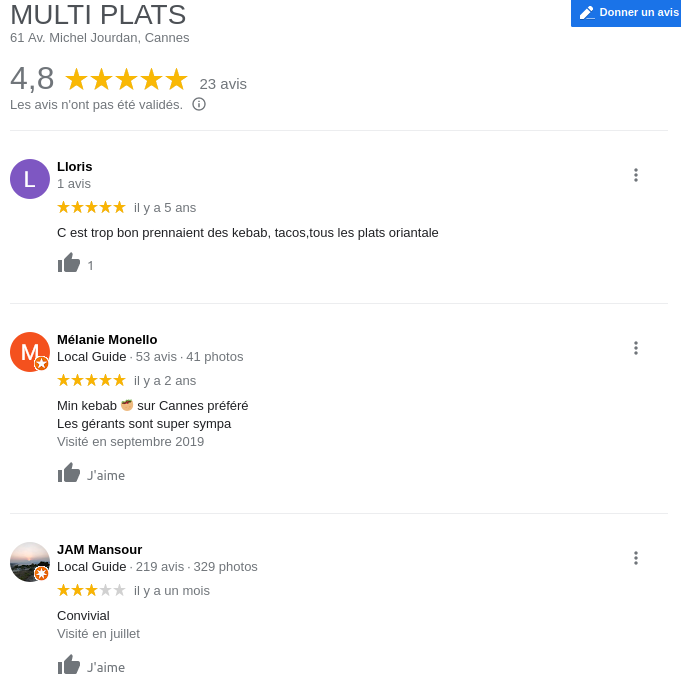 MULTI PLATS
Donner un avis
61 Av. Michel Jourdan, Cannes
4,8 23 avis
Les avis n'ont pas été validés.
L
Lloris
1 avis
il y a 5 ans
C est trop bon prennaient des kebab, tacos,tous les plats oriantale
1
M
Mélanie Monello
Local Guide · 53 avis · 41 photos
il y a 2 ans
Min kebab 🥙 sur Cannes préféré
Les gérants sont super sympa
Visité en septembre 2019
J'aime
JAM Mansour
Local Guide · 219 avis · 329 photos
il y a un mois
Convivial
Visité en juillet
J'aime